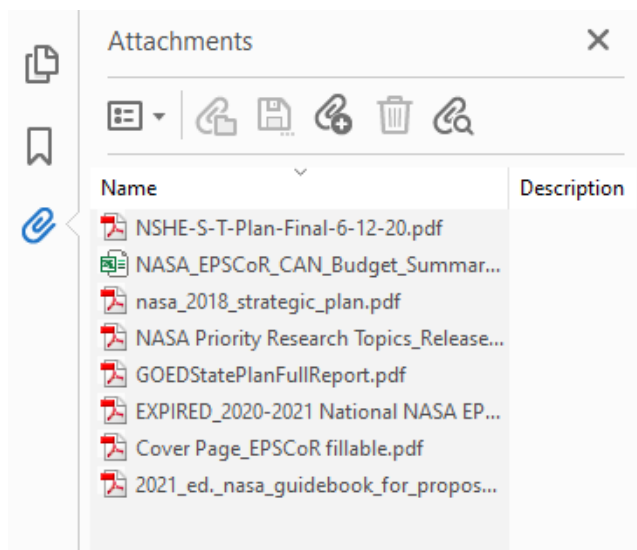 Attachments
Name Description
NSHE-S-T-Plan-Final-6-12-20.pdf
NASA_EPSCoR_CAN_Budget_Summar...
nasa_2018_strategic_plan.pdf
NASA Priority Research Topics_Release...
GOEDStatePlanFullReport.pdf
EXPIRED_2020-2021 National NASA EP...
Cover Page_EPSCoR fillable.pdf
2021_ed._nasa_guidebook_for_propos...